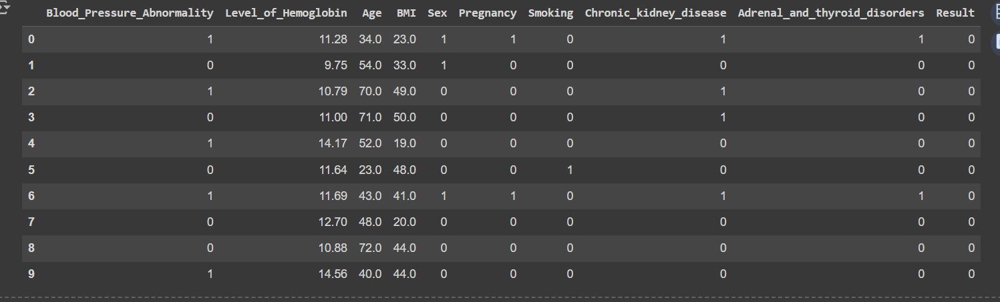 Blood_Pressure_Abnormality Level_of_Hemoglobin Age BMI Sex Pregnancy Smoking Chronic_kidney_disease Adrenal_and_thyroid_disorders Result
0 1 11.28 34.0 23.0 1 1 0 1 1 0
1 0 9.75 54.0 33.0 1 0 0 0 0 0
2 1 10.79 70.0 49.0 0 0 0 1 0 0
3 0 11.00 71.0 50.0 0 0 0 1 0 0
4 1 14.17 52.0 19.0 0 0 0 0 0 0
5 0 11.64 23.0 48.0 0 0 1 0 0 0
6 1 11.69 43.0 41.0 1 1 0 1 1 0
7 0 12.70 48.0 20.0 0 0 0 0 0 0
8 0 10.88 72.0 44.0 0 0 0 0 0 0
9 1 14.56 40.0 44.0 0 0 0 0 0 0